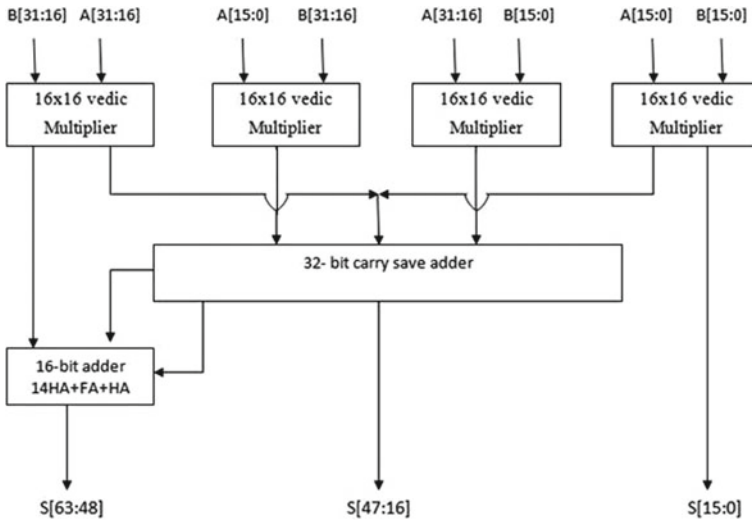 B[31:16] A[31:16] A[15:0] B[31:16] A[31:16] B[15:0] A[15:0] B[15:0]
16x16 vedic
Multiplier
16x16 vedic
Multiplier
16x16 vedic
Multiplier
16x16 vedic
Multiplier
32- bit carry save adder
16-bit adder
14HA+FA+HA
S[63:48] S[47:16] S[15:0]